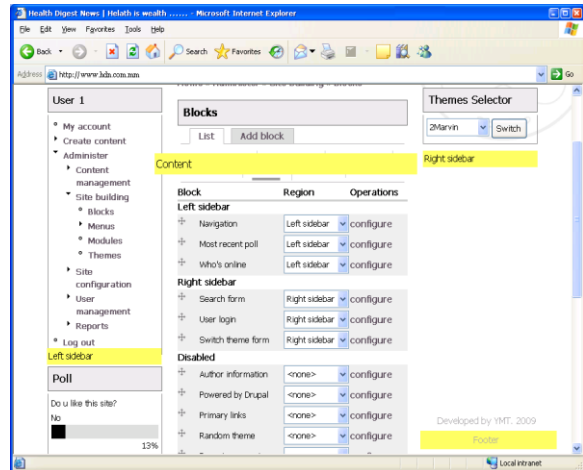 Health Digest News | Helath is wealth ...... - Microsoft Internet Explorer
File Edit View Favorites Tools Help
Back Search Favorites
Address http://www.hdn.com.mm Go
User 1
My account
Create content
Administer
Content management
Site building
Blocks
Menus
Modules
Themes
Site configuration
User management
Reports
Log out
Left sidebar
Poll
Do u like this site?
No
13%
Blocks
List Add block
Content
Block Region Operations
Left sidebar
Navigation Left sidebar configure
Most recent poll Left sidebar configure
Who's online Left sidebar configure
Right sidebar
Search form Right sidebar configure
User login Right sidebar configure
Switch theme form Right sidebar configure
Disabled
Author information <none> configure
Powered by Drupal <none> configure
Primary links <none> configure
Random theme <none> configure
Themes Selector
2Marvin Switch
Right sidebar
Developed by YMT. 2009
Footer
Local intranet